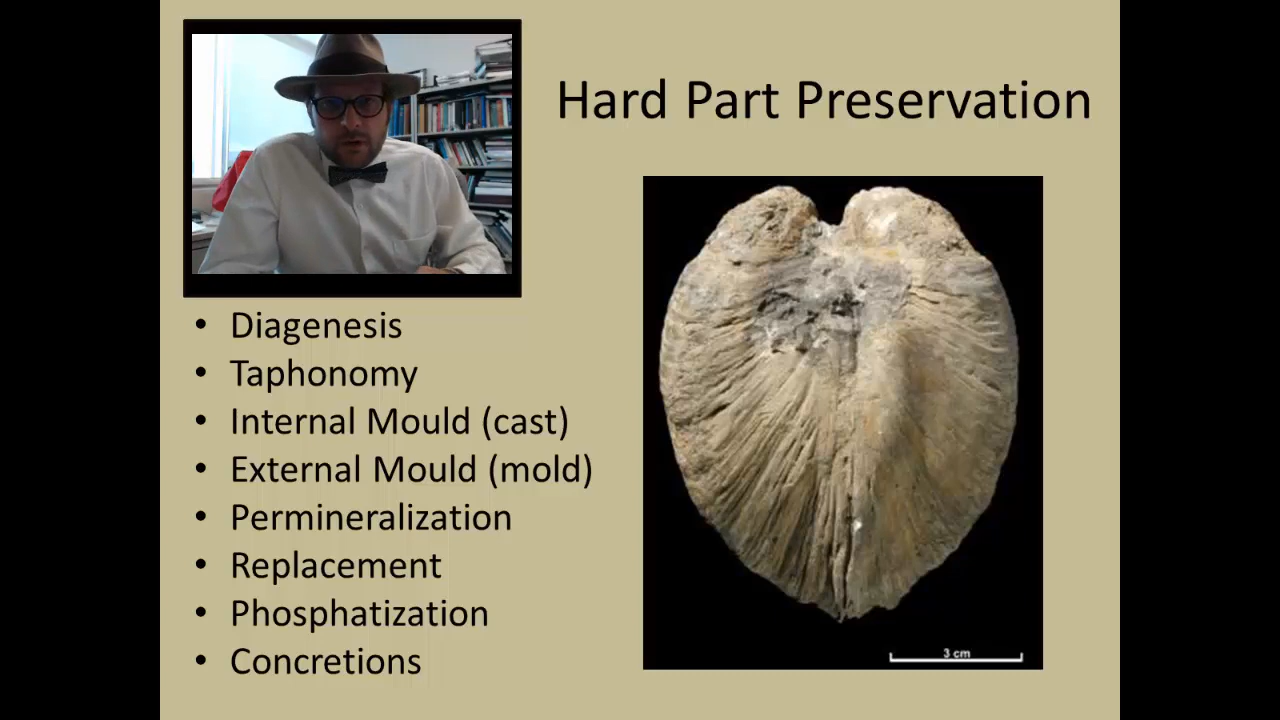 Hard Part Preservation
• Diagenesis
• Taphonomy
• Internal Mould (cast)
• External Mould (mold)
• Permineralization
• Replacement
• Phosphatization
• Concretions
3 cm